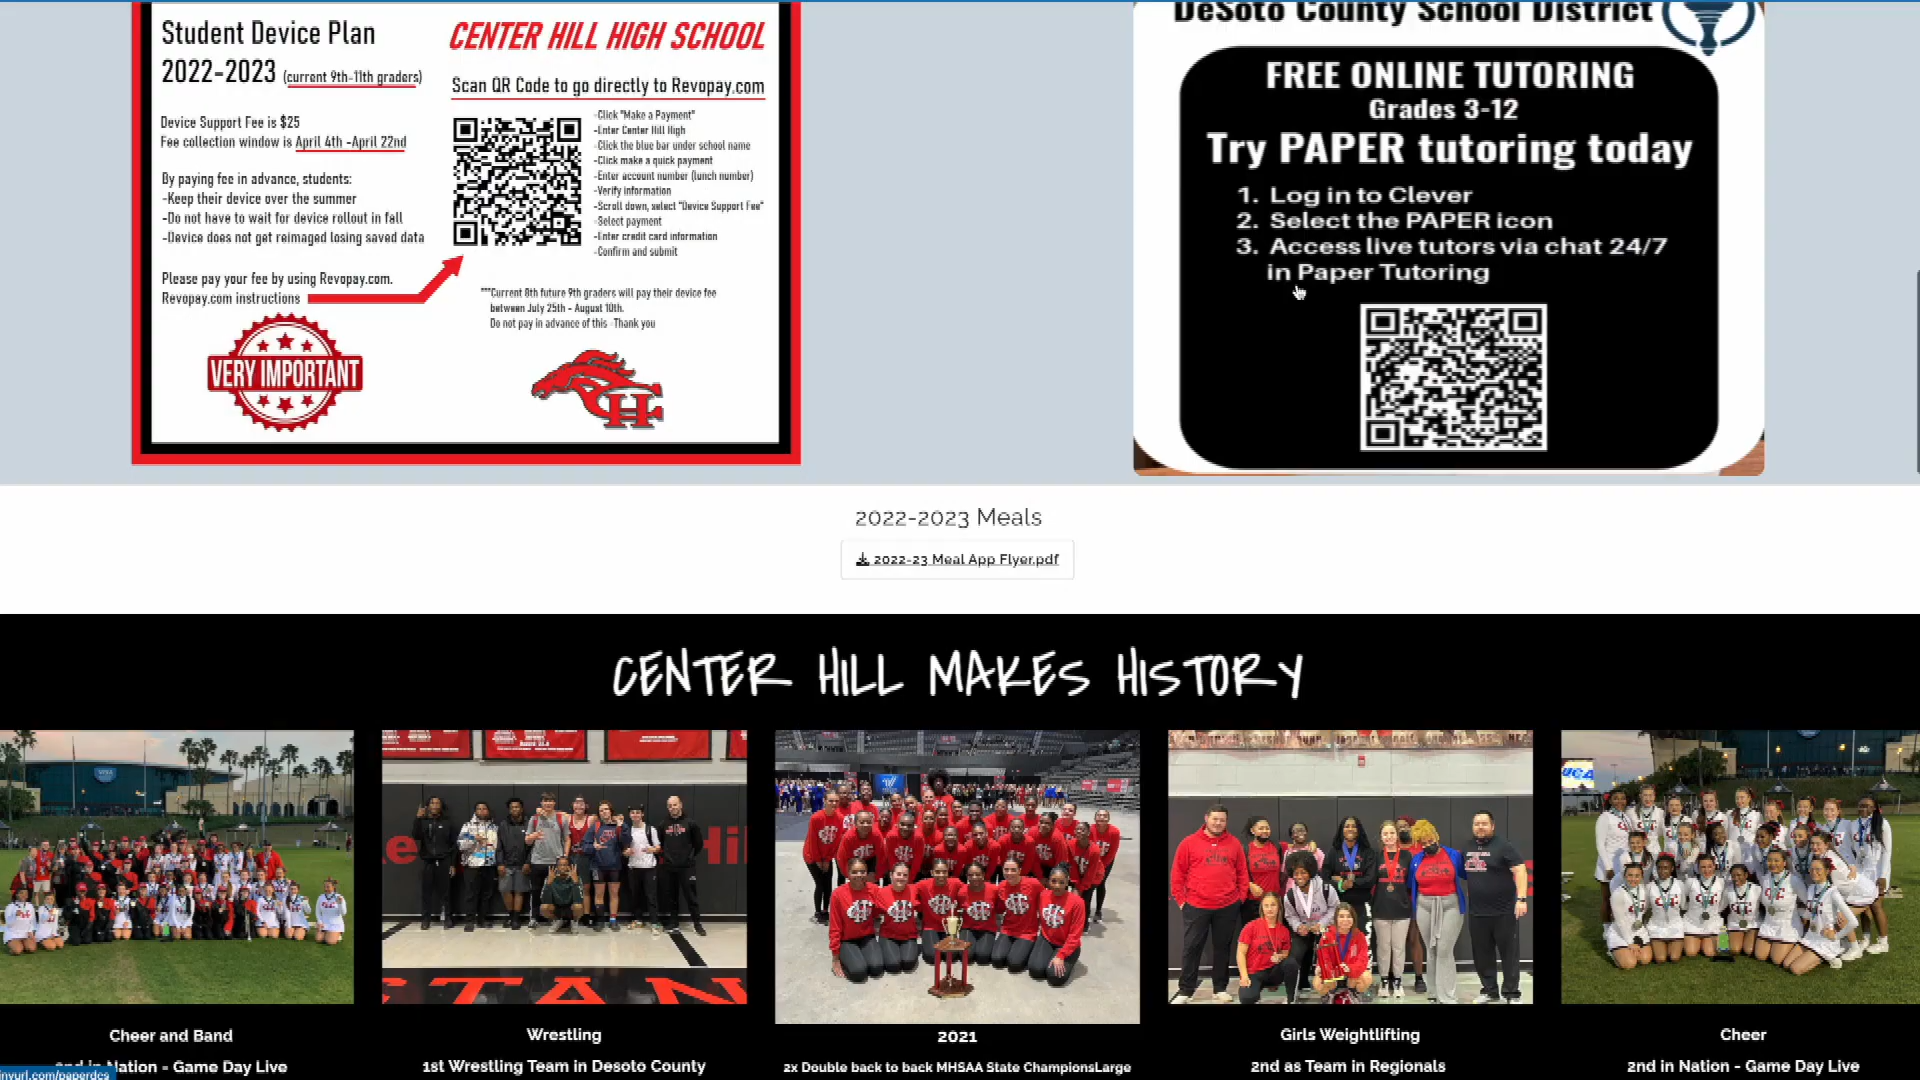 Student Device Plan
2022-2023 (current 9th-11th graders)
Device Support Fee is $25
Fee collection window is April 4th -April 22nd
By paying fee in advance, students:
-Keep their device over the summer
-Do not have to wait for device rollout in fall
-Device does not get reimaged losing saved data
Please pay your fee by using Revopay.com.
Revopay.com instructions
VERY IMPORTANT
CENTER HILL HIGH SCHOOL
Scan QR Code to go directly to Revopay.com
-Click "Make a Payment"
-Enter Center Hill High
-Click the blue bar under school name
-Click make a quick payment
-Enter account number (lunch number)
-Verify information
-Scroll down, select "Device Support Fee"
-Select payment
-Enter credit card information
-Confirm and submit
***Current 8th future 9th graders will pay their device fee
between July 25th - August 10th.
Do not pay in advance of this -Thank you
CH
DeSoto County School District
FREE ONLINE TUTORING
Grades 3-12
Try PAPER tutoring today
1. Log in to Clever
2. Select the PAPER icon
3. Access live tutors via chat 24/7
in Paper Tutoring
2022-2023 Meals
2022-23 Meal App Flyer.pdf
CENTER HILL MAKES HISTORY
UCA
Cheer and Band
2nd in Nation - Game Day Live
Wrestling
1st Wrestling Team in Desoto County
2021
2x Double back to back MHSAA State ChampionsLarge
Girls Weightlifting
2nd as Team in Regionals
Cheer
2nd in Nation - Game Day Live
inyurl.com/paperdes